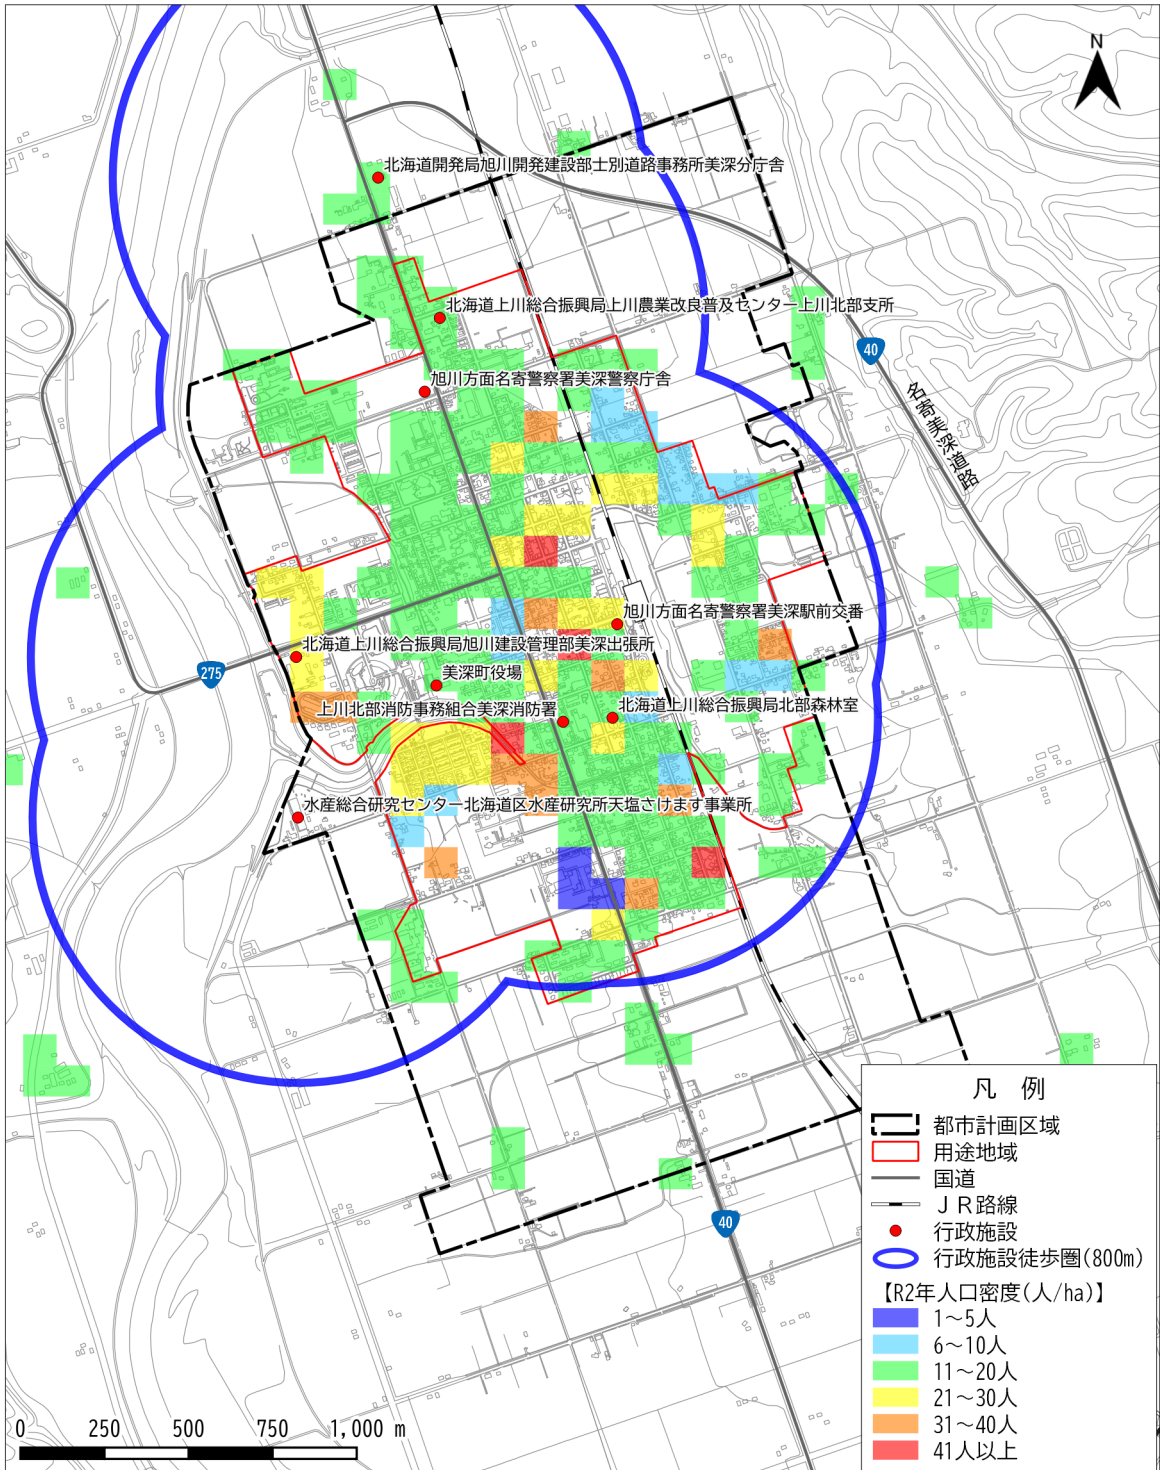 N
北海道開発局旭川開発建設部士別道路事務所美深分庁舎
北海道上川総合振興局上川農業改良普及センター上川北部支所
40
旭川方面名寄警察署美深警察庁舎
名寄美深道路
旭川方面名寄警察署美深駅前交番
北海道上川総合振興局旭川建設管理部美深出張所
275
美深町役場
上川北部消防事務組合美深消防署
北海道上川総合振興局北部森林室
水産総合研究センター北海道区水産研究所天塩さけます事業所
40
凡 例
都市計画区域
用途地域
国道
JR路線
行政施設
行政施設徒歩圏(800m)
【R2年人口密度(人/ha)】
1～5人
6～10人
11～20人
21～30人
31～40人
41人以上
0 250 500 750 1,000 m